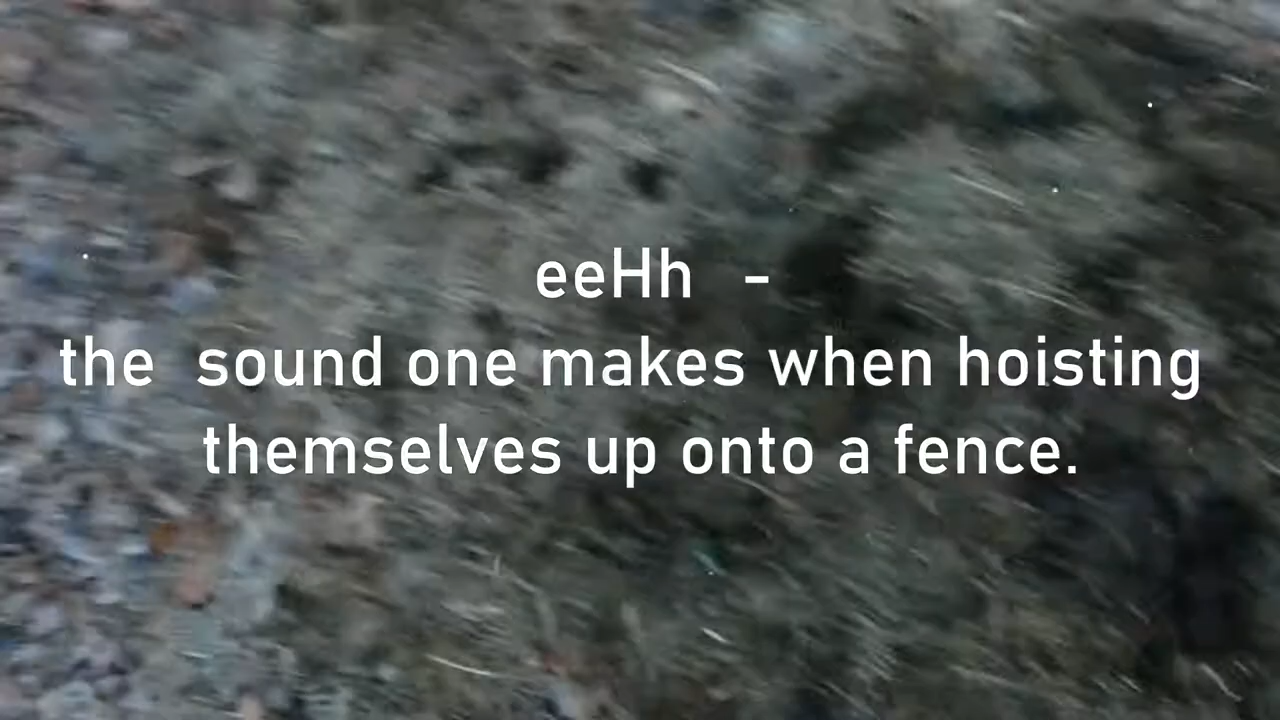 eeHh -
the sound one makes when hoisting
themselves up onto a fence.